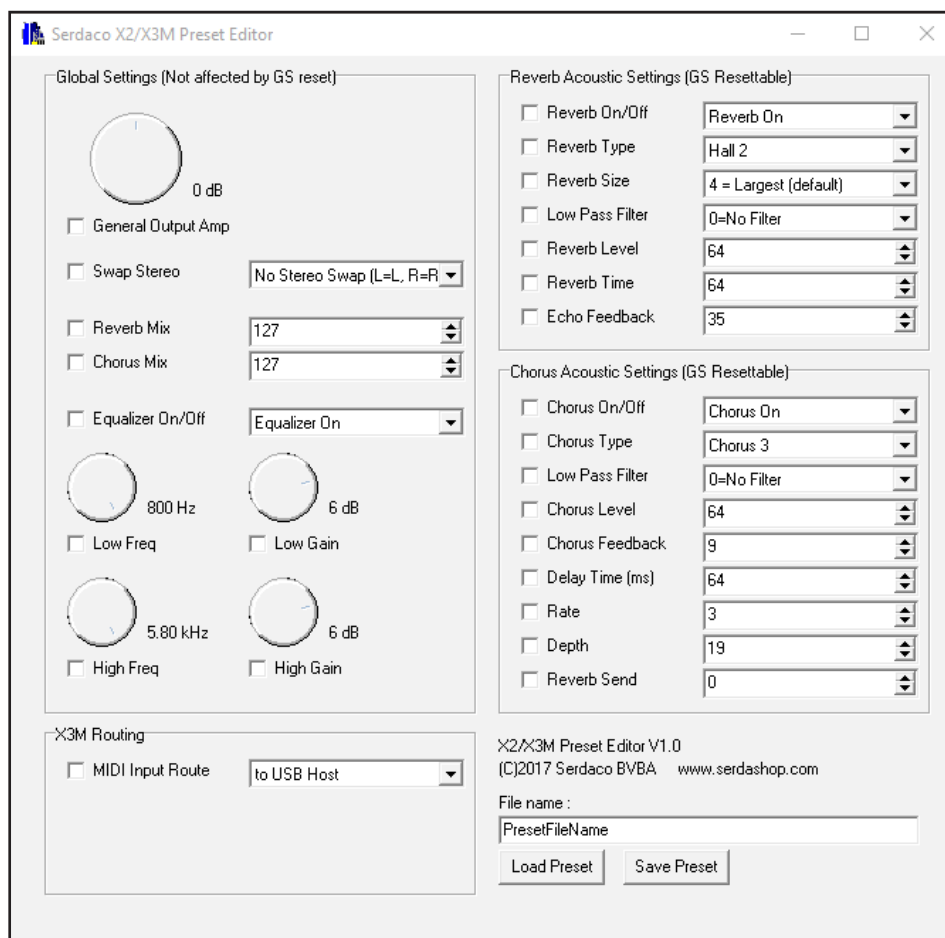 Serdaco X2/X3M Preset Editor
Global Settings (Not affected by GS reset)
0 dB
General Output Amp
Swap Stereo No Stereo Swap (L=L, R=R
Reverb Mix 127
Chorus Mix 127
Equalizer On/Off Equalizer On
800 Hz 6 dB
Low Freq Low Gain
5.80 kHz 6 dB
High Freq High Gain
X3M Routing
MIDI Input Route to USB Host
Reverb Acoustic Settings (GS Resettable)
Reverb On/Off Reverb On
Reverb Type Hall 2
Reverb Size 4 = Largest (default)
Low Pass Filter 0=No Filter
Reverb Level 64
Reverb Time 64
Echo Feedback 35
Chorus Acoustic Settings (GS Resettable)
Chorus On/Off Chorus On
Chorus Type Chorus 3
Low Pass Filter 0=No Filter
Chorus Level 64
Chorus Feedback 9
Delay Time (ms) 64
Rate 3
Depth 19
Reverb Send 0
X2/X3M Preset Editor V1.0
(C)2017 Serdaco BVBA www.serdashop.com
File name :
PresetFileName
Load Preset Save Preset